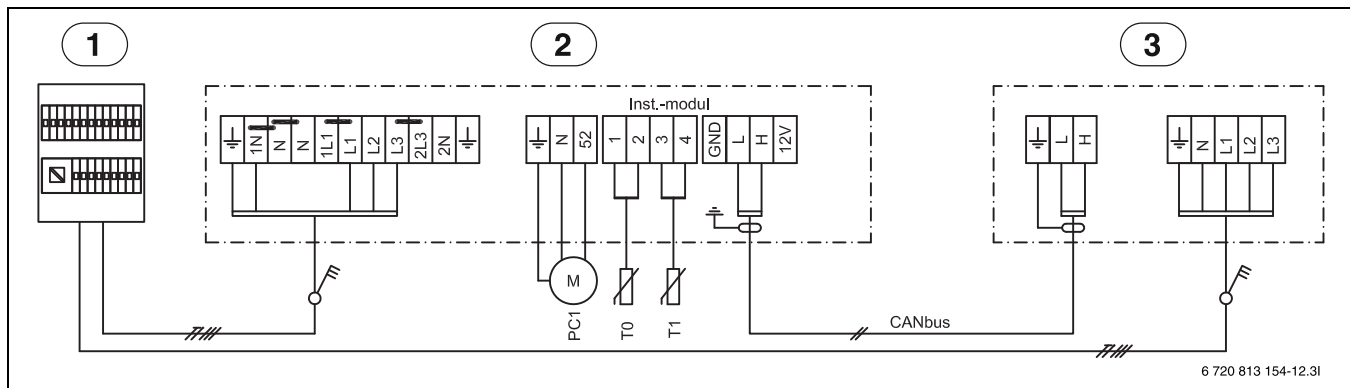 1
2
3
Inst.-modul
1N N N 1L1 L1 L2 L3 2L3 2N
N 52
1 2 3 4
GND L H 12V
L H
N L1 L2 L3
M
PC1
T0
T1
CANbus
6 720 813 154-12.3I